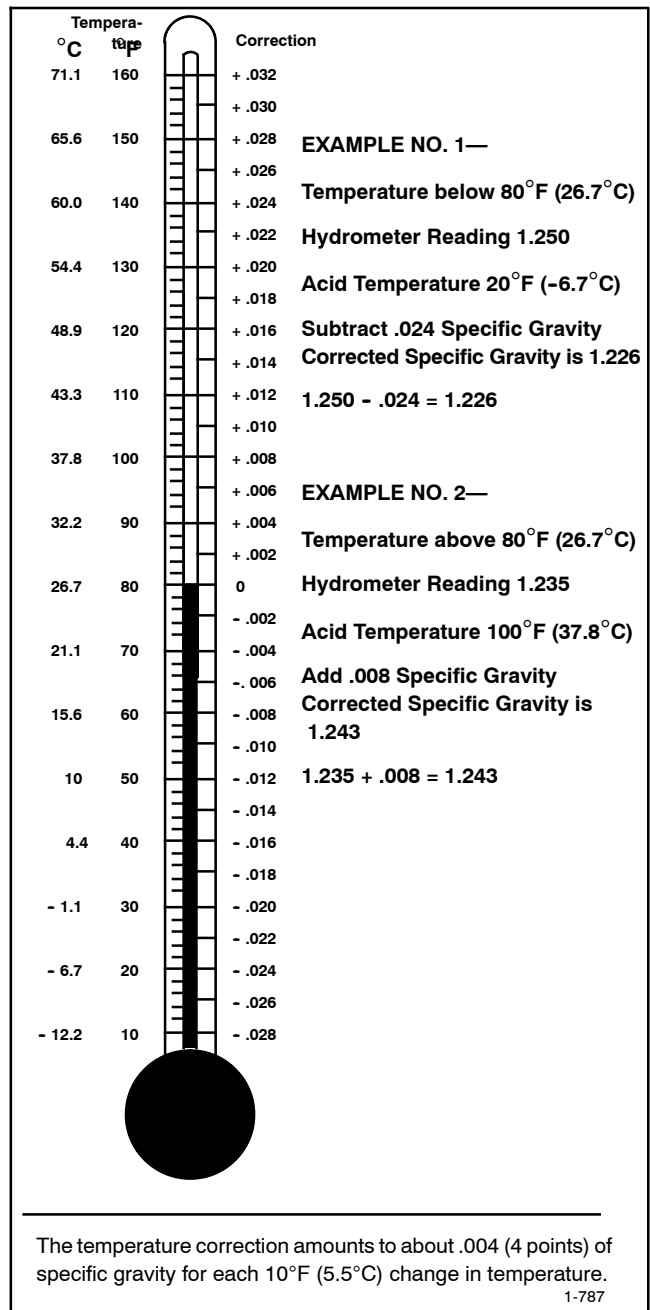 Tempera-
ture
°C °F Correction
71.1 160 + .032
+ .030
65.6 150 + .028
+ .026
60.0 140 + .024
+ .022
54.4 130 + .020
+ .018
48.9 120 + .016
+ .014
43.3 110 + .012
+ .010
37.8 100 + .008
+ .006
32.2 90 + .004
+ .002
26.7 80 0
- .002
21.1 70 - .004
-. 006
15.6 60 - .008
- .010
10 50 - .012
- .014
4.4 40 - .016
- .018
- 1.1 30 - .020
- .022
- 6.7 20 - .024
- .026
- 12.2 10 - .028
EXAMPLE NO. 1—
Temperature below 80°F (26.7°C)
Hydrometer Reading 1.250
Acid Temperature 20°F (-6.7°C)
Subtract .024 Specific Gravity
Corrected Specific Gravity is 1.226
1.250 - .024 = 1.226
EXAMPLE NO. 2—
Temperature above 80°F (26.7°C)
Hydrometer Reading 1.235
Acid Temperature 100°F (37.8°C)
Add .008 Specific Gravity
Corrected Specific Gravity is
1.243
1.235 + .008 = 1.243
The temperature correction amounts to about .004 (4 points) of
specific gravity for each 10°F (5.5°C) change in temperature.
1-787